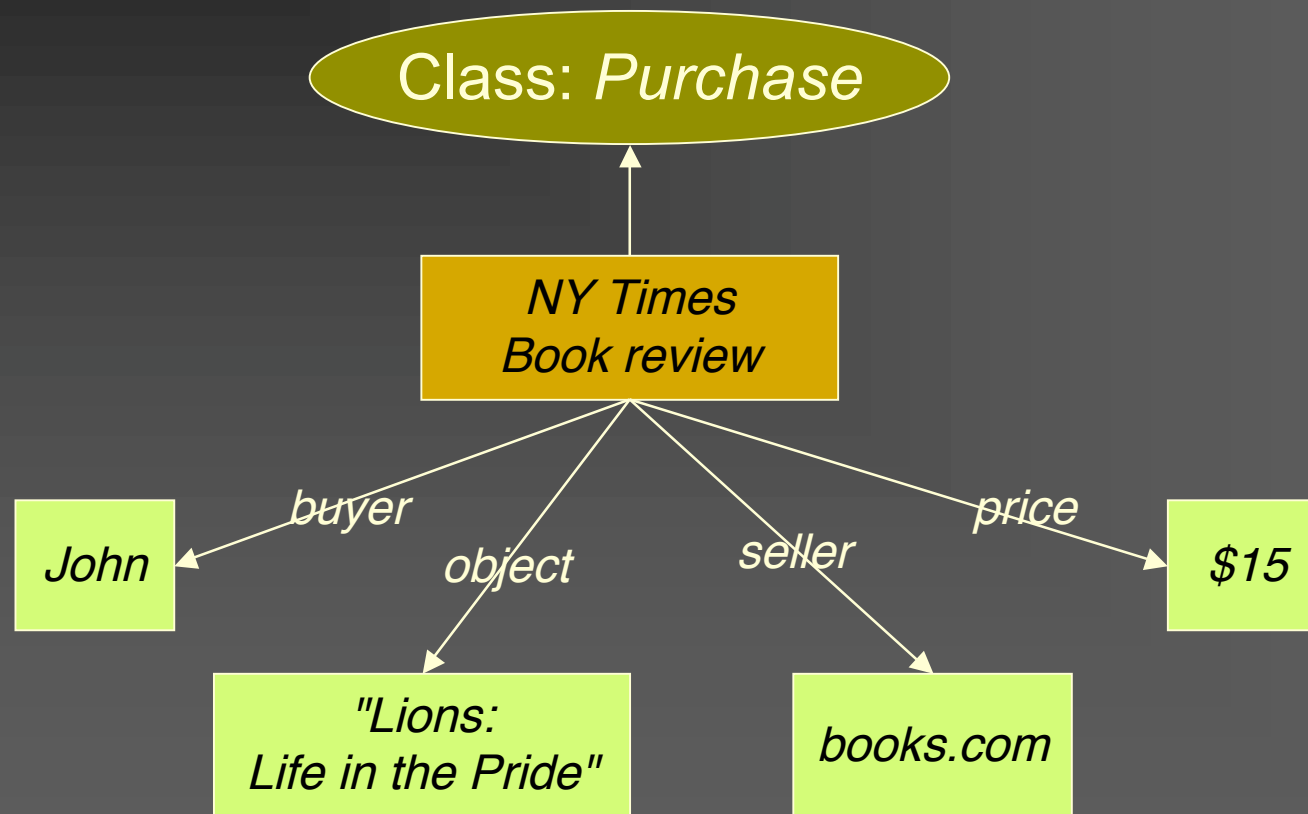 Class: Purchase
NY Times
Book review
buyer
price
seller
object
John
$15
"Lions:
Life in the Pride"
books.com